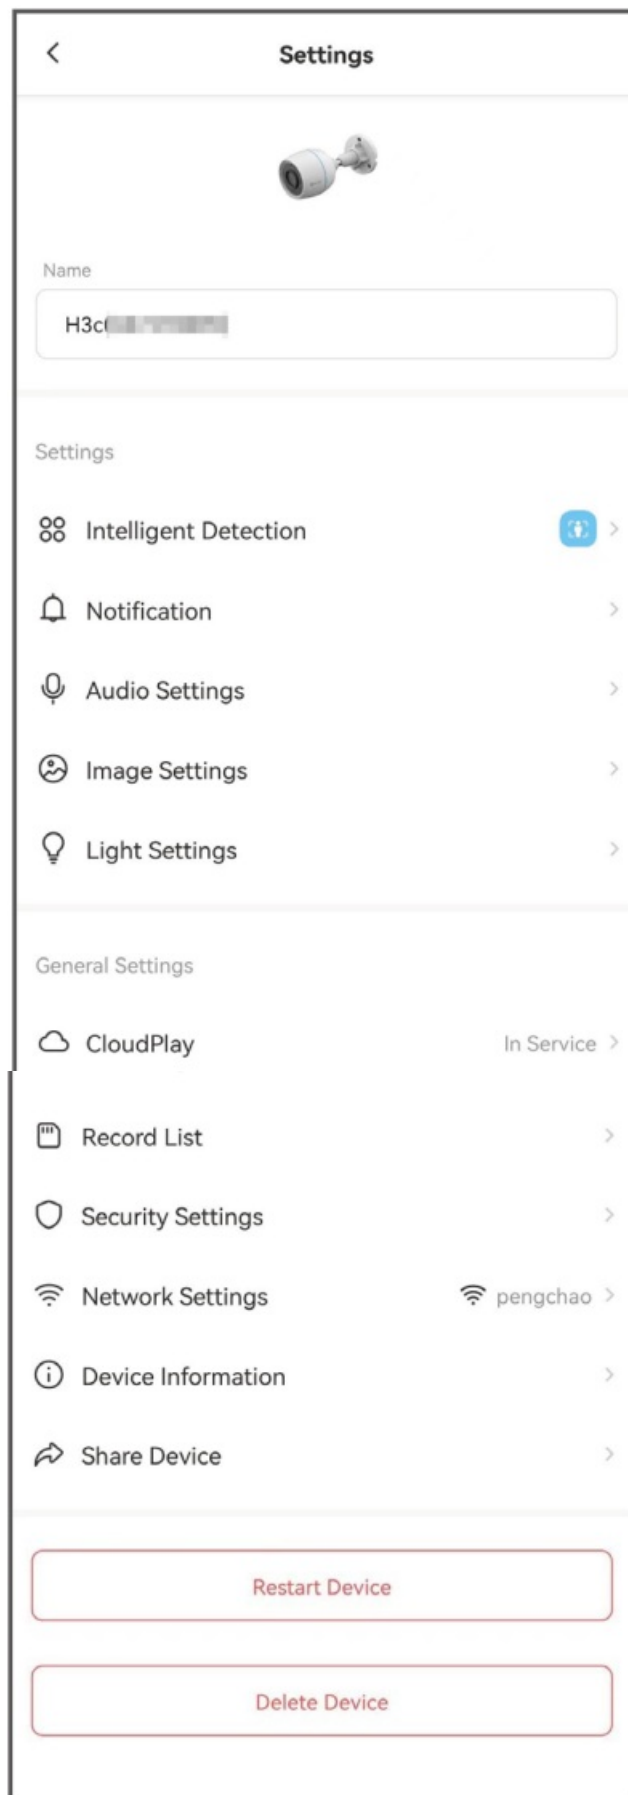 Settings
Name
H3c
Settings
Intelligent Detection
Notification
Audio Settings
Image Settings
Light Settings
General Settings
CloudPlay In Service
Record List
Security Settings
Network Settings pengchao
Device Information
Share Device
Restart Device
Delete Device